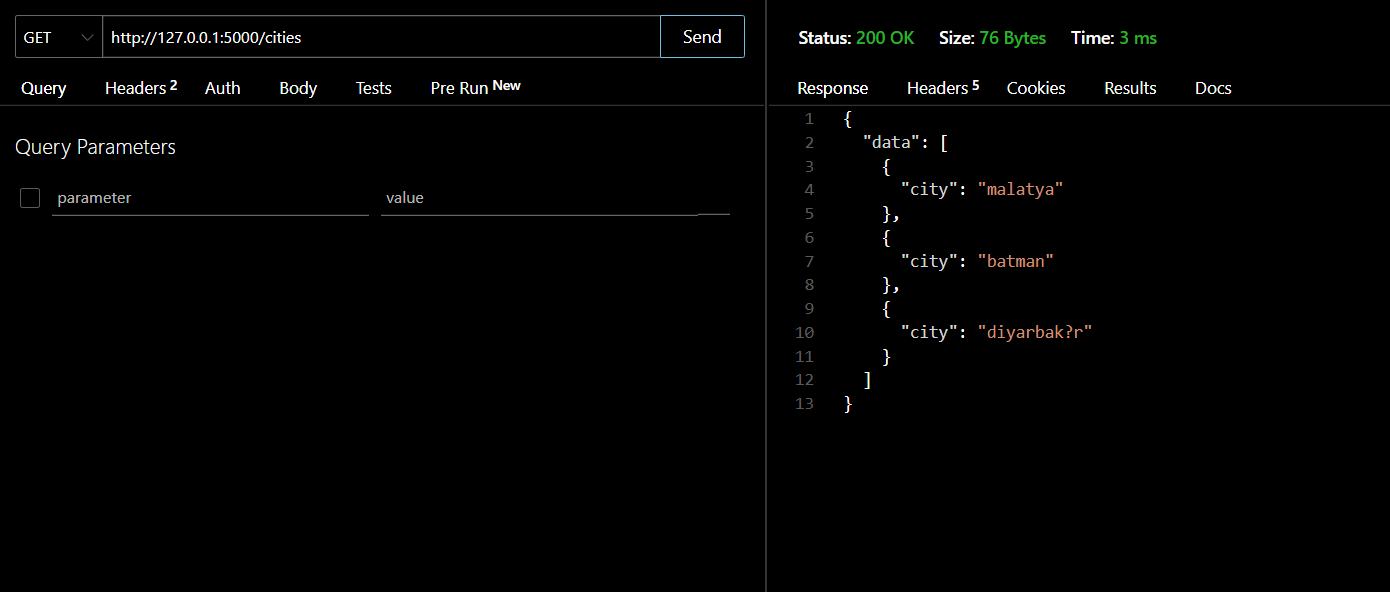 GET http://127.0.0.1:5000/cities Send
Query Headers 2 Auth Body Tests Pre Run New
Query Parameters
parameter value
Status: 200 OK Size: 76 Bytes Time: 3 ms
Response Headers 5 Cookies Results Docs
1 {
2 "data": [
3 {
4 "city": "malatya"
5 },
6 {
7 "city": "batman"
8 },
9 {
10 "city": "diyarbak?r"
11 }
12 ]
13 }